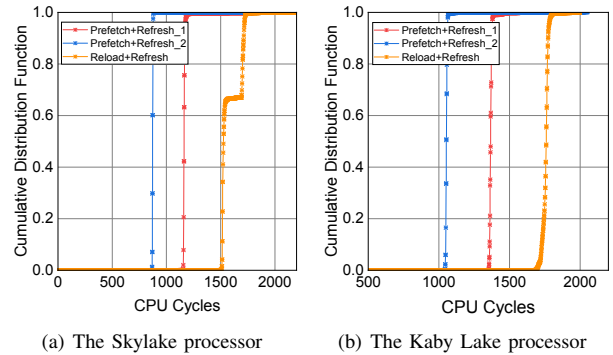 Cumulative Distribution Function
1.0
0.8
0.6
0.4
0.2
0.0
Prefetch+Refresh_1
Prefetch+Refresh_2
Reload+Refresh
0 500 1000 1500 2000
CPU Cycles
(a) The Skylake processor
Cumulative Distribution Function
1.0
0.8
0.6
0.4
0.2
0.0
Prefetch+Refresh_1
Prefetch+Refresh_2
Reload+Refresh
500 1000 1500 2000
CPU Cycles
(b) The Kaby Lake processor